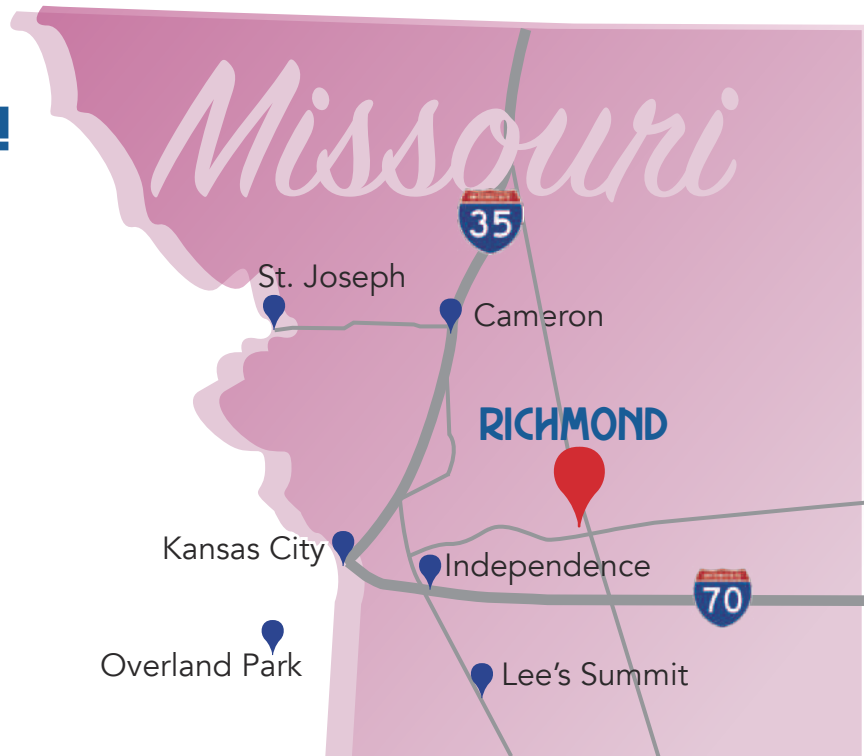 !
Missouri
35
St. Joseph
Cameron
RICHMOND
Kansas City
Independence
70
Overland Park
Lee's Summit